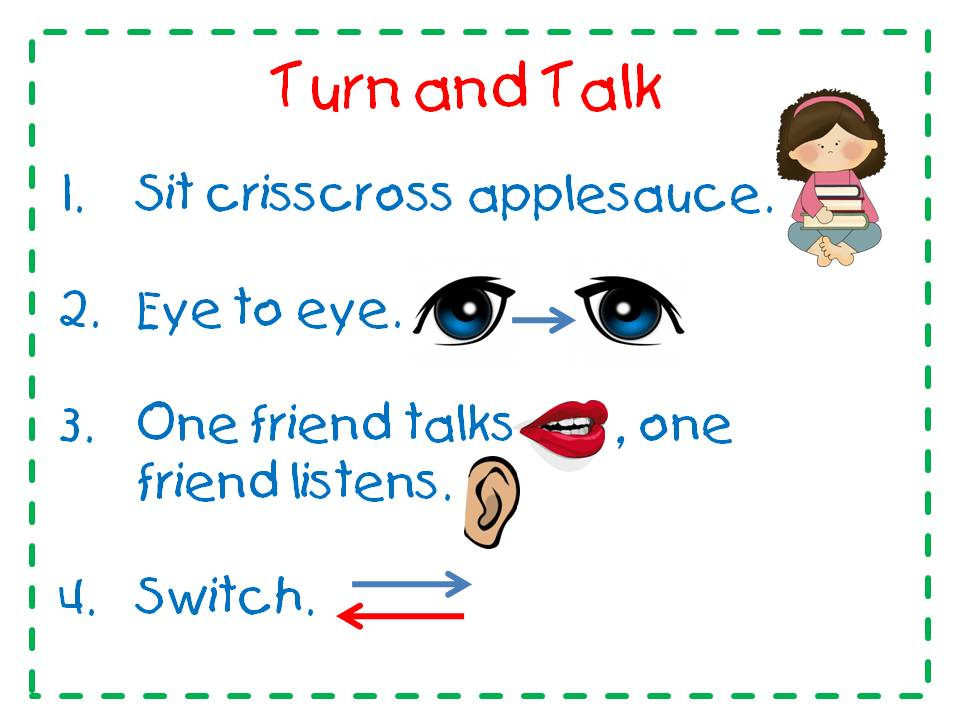 Turn and Talk
1. Sit crisscross applesauce.
2. Eye to eye.
3. One friend talks , one
friend listens.
4. Switch.